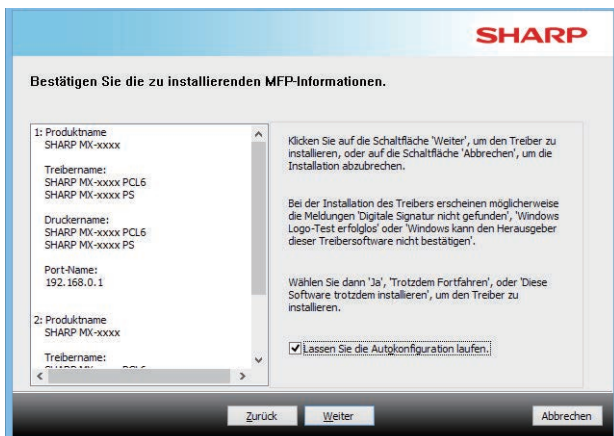 SHARP
Bestätigen Sie die zu installierenden MFP-Informationen.
1: Produktname
SHARP MX-xxxx
Treibername:
SHARP MX-xxxx PCL6
SHARP MX-xxxx PS
Druckername:
SHARP MX-xxxx PCL6
SHARP MX-xxxx PS
Port-Name:
192.168.0.1
2: Produktname
SHARP MX-xxxx
Treibername:
Klicken Sie auf die Schaltfläche 'Weiter', um den Treiber zu
installieren, oder auf die Schaltfläche 'Abbrechen', um die
Installation abzubrechen.
Bei der Installation des Treibers erscheinen möglicherweise
die Meldungen 'Digitale Signatur nicht gefunden', 'Windows
Logo-Test erfolglos' oder 'Windows kann den Herausgeber
dieser Treibersoftware nicht bestätigen'.
Wählen Sie dann 'Ja', 'Trotzdem Fortfahren', oder 'Diese
Software trotzdem installieren', um den Treiber zu
installieren.
Lassen Sie die Autokonfiguration laufen.
Zurück
Weiter
Abbrechen